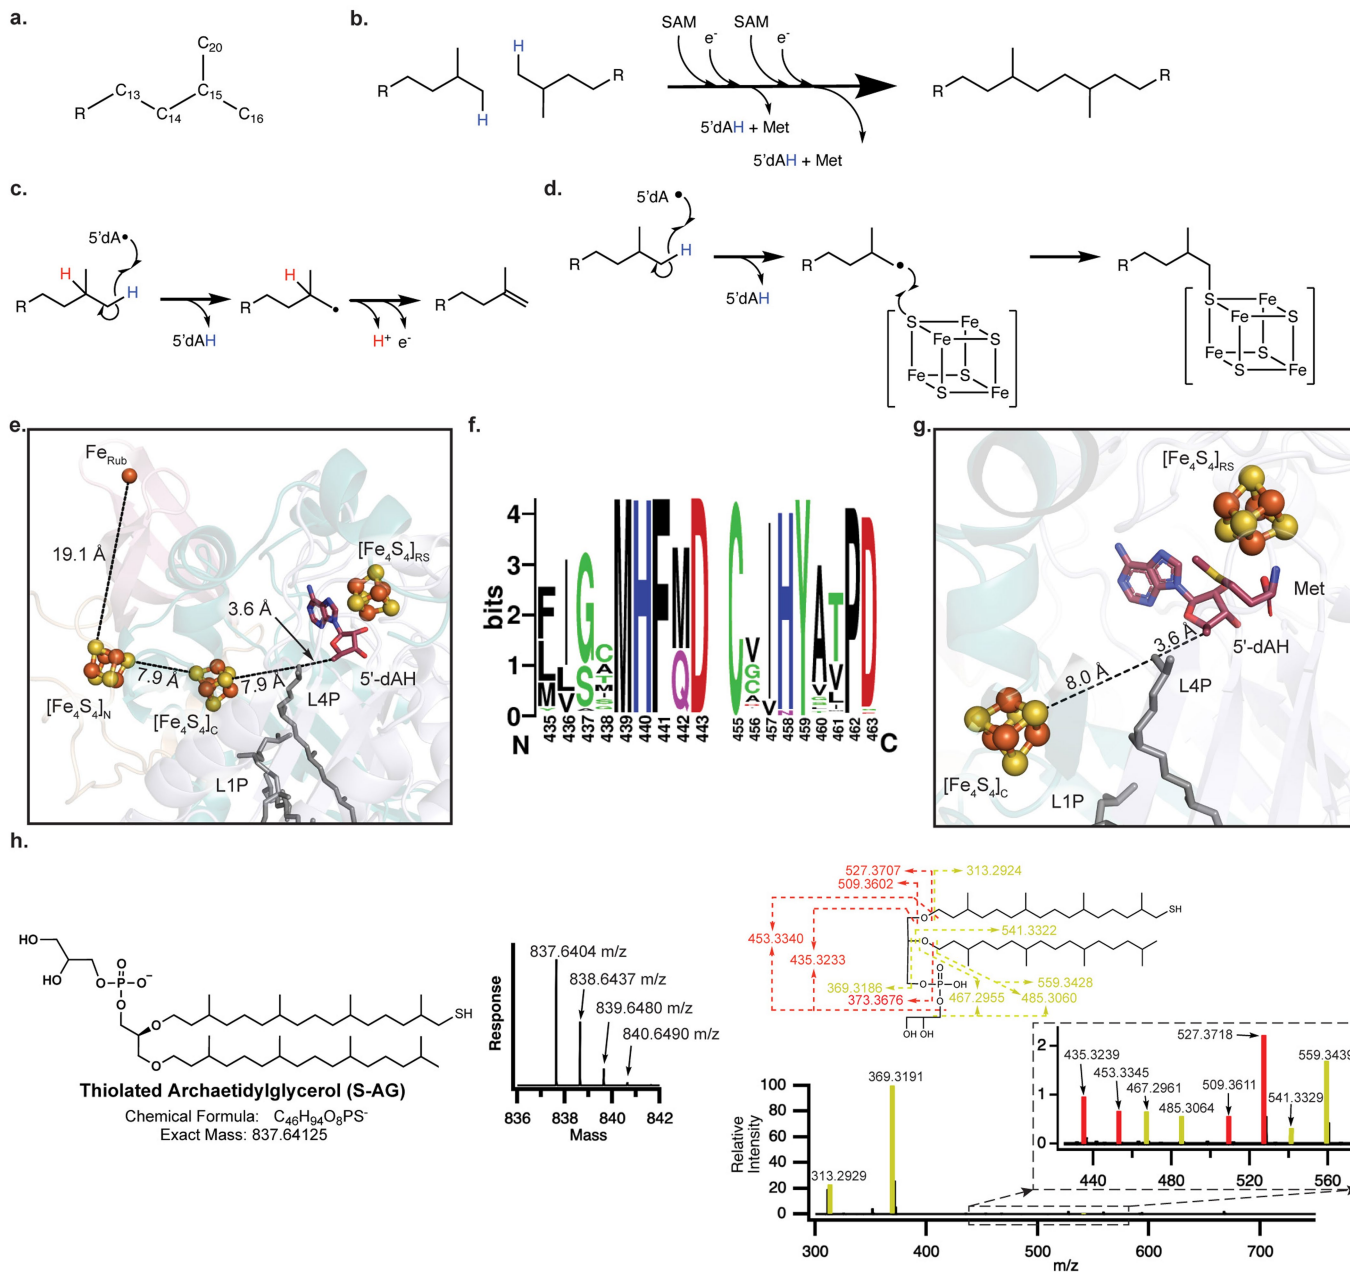 a.
C20
C13
C15
R
C14
C16
b.
H
H
R
R
SAM
e-
SAM
e-
5'dAH + Met
5'dAH + Met
R
R
c.
5'dA•
H
H
R
5'dAH
H
R
H+ e-
R
d.
5'dA •
H
R
5'dAH
R
S
Fe
Fe
S
Fe
S
S
Fe
R
S
Fe
Fe
S
Fe
S
S
Fe
e.
FeRub
19.1 Å
[Fe4S4]RS
3.6 Å
7.9 Å
7.9 Å
5'-dAH
L4P
[Fe4S4]N
[Fe4S4]C
L1P
f.
bits
4
3
2
1
0
N
435 436 437 438 439 440 441 442 443
455 456 457 458 459 460 461 462 463
C
g.
[Fe4S4]RS
Met
3.6 Å
5'-dAH
8.0 Å
L4P
[Fe4S4]C
L1P
h.
HO
OH
O
O
P
O-
O
O
O
SH
Thiolated Archaetidylglycerol (S-AG)
Chemical Formula: C46H94O8PS-
Exact Mass: 837.64125
Response
837.6404 m/z
838.6437 m/z
839.6480 m/z
840.6490 m/z
836 838 840 842
Mass
527.3707
313.2924
509.3602
SH
O
453.3340
541.3322
O
435.3233
369.3186
O
O
P
OH
559.3428
373.3676
O
467.2955
485.3060
OH OH
Relative
Intensity
100
80
60
40
20
0
313.2929
369.3191
300 400 500 600 700
m/z
2
1
0
435.3239
453.3345
467.2961
485.3064
509.3611
527.3718
541.3329
559.3439
440 480 520 560